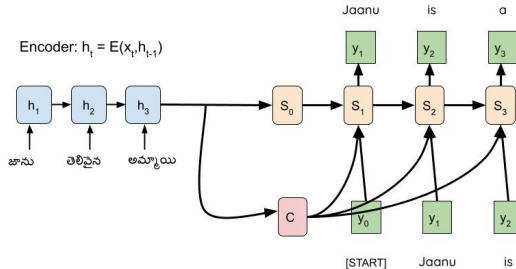 Jaanu is a
y₁ y₂ y₃
Encoder: hₜ = E(xₜ,hₜ₋₁)
h₁ h₂ h₃ S₀ S₁ S₂ S₃
జాను తెలివైన అమ్మాయి
C y₀ y₁ y₂
[START] Jaanu is